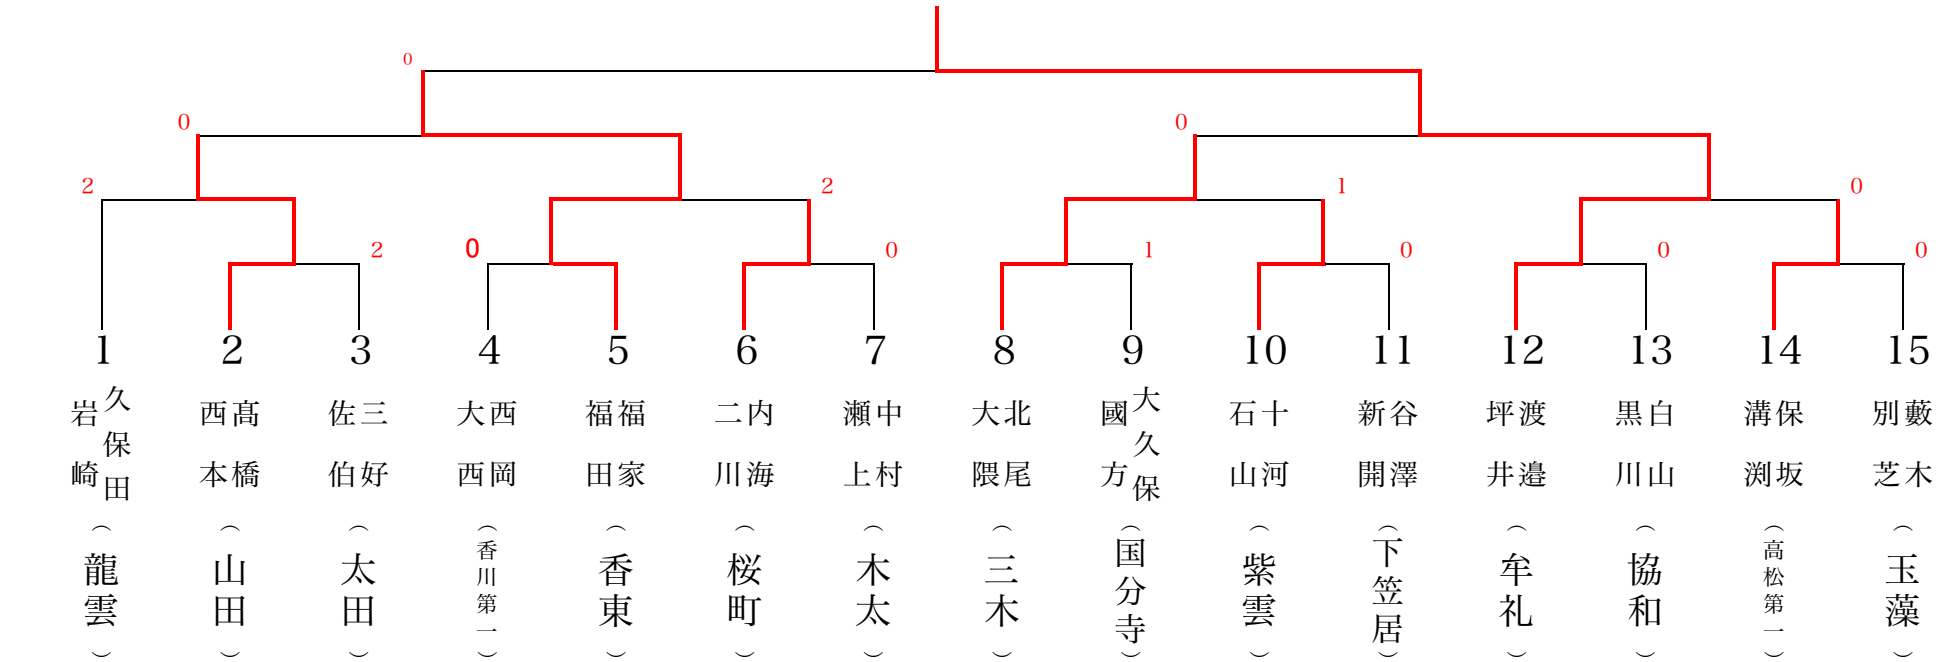 0
0
0
2
2
1
0
2
0
0
1
0
0
0
1
2
3
4
5
6
7
8
9
10
11
12
13
14
15
久保田
岩崎
(龍雲)
髙橋
西本
(山田)
三好
佐伯
(太田)
西岡
大西
(香川第一)
福家
福田
(香東)
内海
二川
(桜町)
中村
瀬上
(木太)
北尾
大隈
(三木)
大久保
國方
(国分寺)
十河
石山
(紫雲)
谷澤
新開
(下笠居)
渡邉
坪井
(牟礼)
白山
黒川
(協和)
保坂
溝渕
(高松第一)
藪木
別芝
(玉藻)